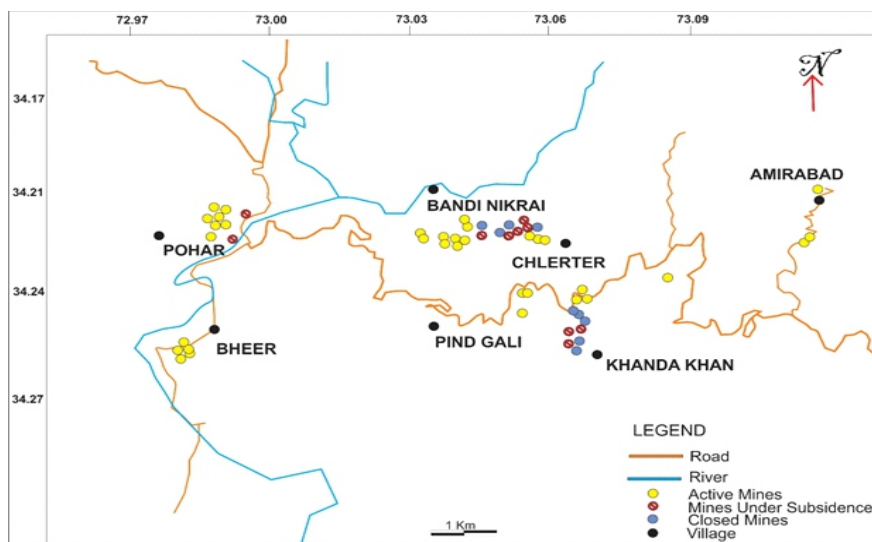 72.97 73.00 73.03 73.06 73.09
N
34.17
AMIRABAD
34.21
BANDI NIKRAI
POHAR
CHLERTER
34.24
PIND GALI
BHEER
KHANDA KHAN
34.27
LEGEND
Road
River
Active Mines
Mines Under Subsidence
Closed Mines
Village
1 Km